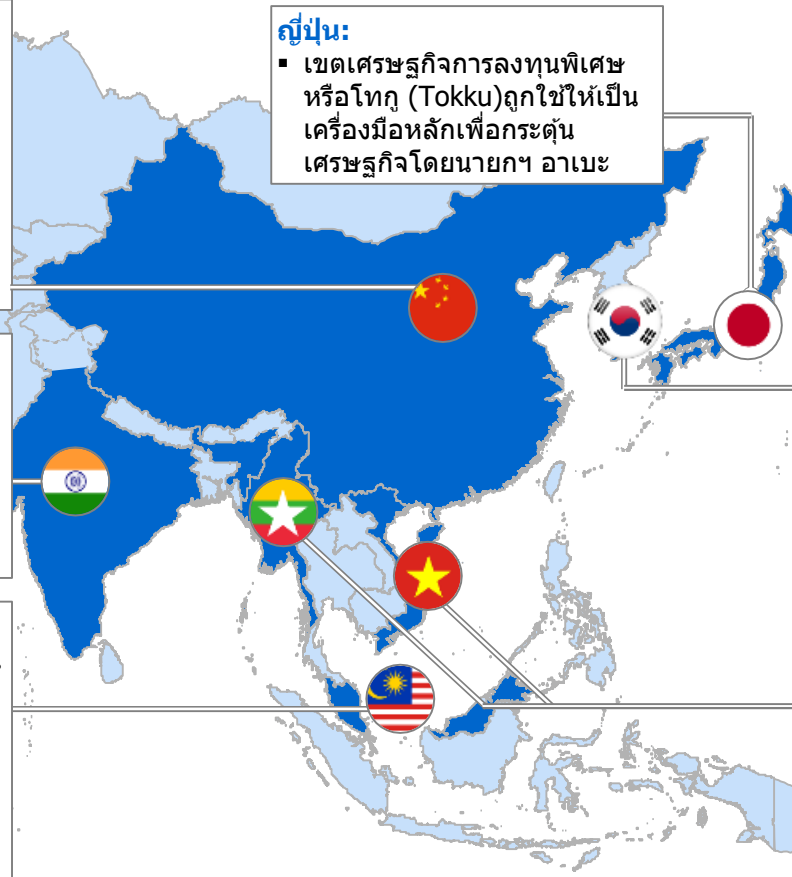 ญี่ปุ่น:
▪ เขตเศรษฐกิจการลงทุนพิเศษ
หรือโทกู (Tokku)ถูกใช้ให้เป็น
เครื่องมือหลักเพื่อกระตุ้น
เศรษฐกิจโดยนายกฯ อาเบะ